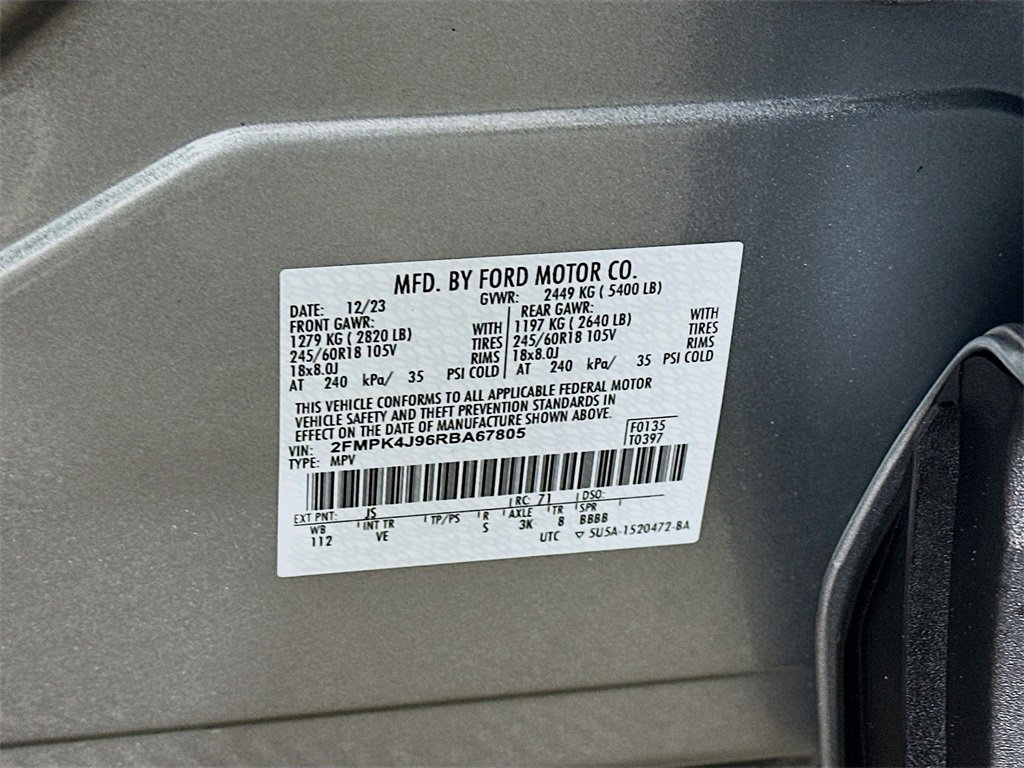 MFD. BY FORD MOTOR CO.
DATE: 12/23 GVWR: 2449 KG ( 5400 LB)
FRONT GAWR: REAR GAWR:
1279 KG ( 2820 LB) WITH 1197 KG ( 2640 LB) WITH
245/60R18 105V TIRES 245/60R18 105V TIRES
18x8.0J RIMS 18x8.0J RIMS
AT 240 kPa/ 35 PSI COLD AT 240 kPa/ 35 PSI COLD
THIS VEHICLE CONFORMS TO ALL APPLICABLE FEDERAL MOTOR
VEHICLE SAFETY AND THEFT PREVENTION STANDARDS IN
EFFECT ON THE DATE OF MANUFACTURE SHOWN ABOVE.
VIN: 2FMPK4J96RBA67805 F0135
TYPE: MPV T0397
EXT PNT: JS RC: 71 DSO:
WB INT TR TP/PS R AXLE TR SPR
112 VE S 3K 8 BBBB
UTC ▽ 5U5A-1520472-BA